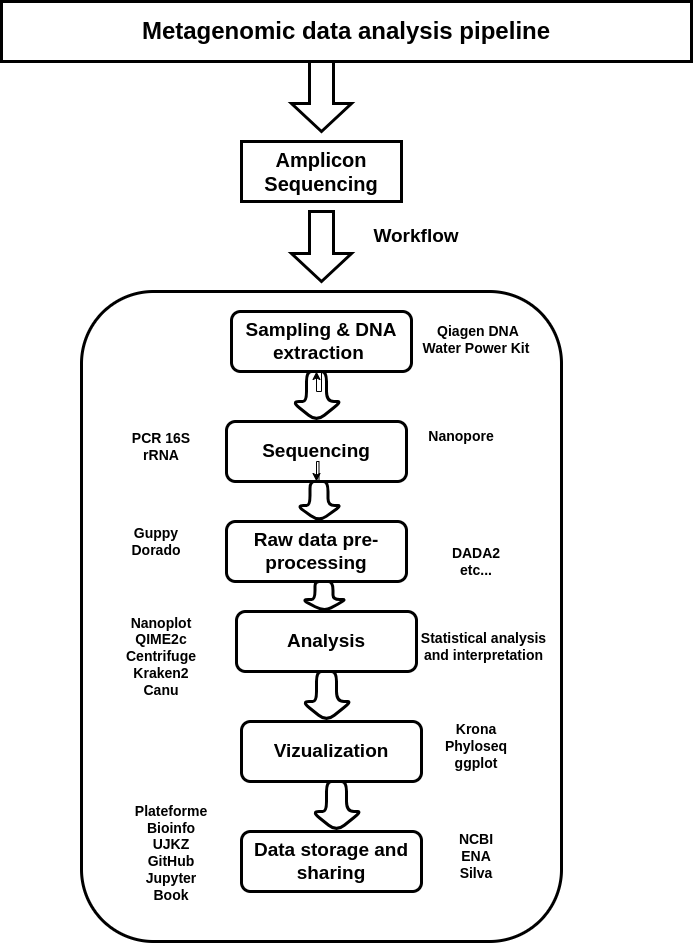 Metagenomic data analysis pipeline
Amplicon
Sequencing
Workflow
Sampling & DNA
extraction
Qiagen DNA
Water Power Kit
PCR 16S
rRNA
Sequencing
Nanopore
Guppy
Dorado
Raw data pre-
processing
DADA2
etc...
Nanoplot
QIME2c
Centrifuge
Kraken2
Canu
Analysis
Statistical analysis
and interpretation
Vizualization
Krona
Phyloseq
ggplot
Plateforme
Bioinfo
UJKZ
GitHub
Jupyter
Book
Data storage and
sharing
NCBI
ENA
Silva